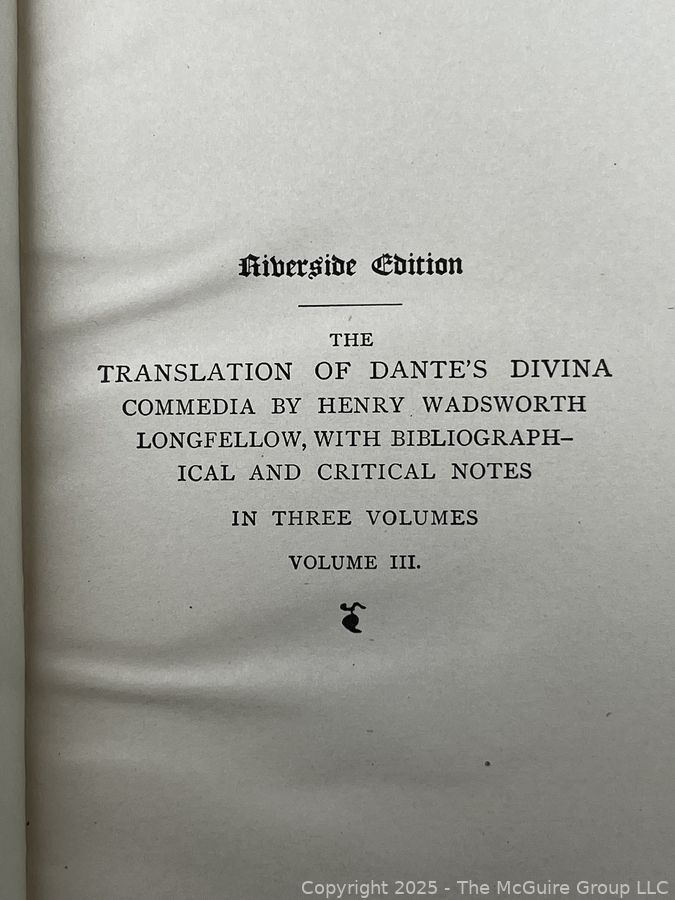 Riverside Edition
THE
TRANSLATION OF DANTE'S DIVINA
COMMEDIA BY HENRY WADSWORTH
LONGFELLOW, WITH BIBLIOGRAPH-
ICAL AND CRITICAL NOTES
IN THREE VOLUMES
VOLUME III.
Copyright 2025 - The McGuire Group LLC